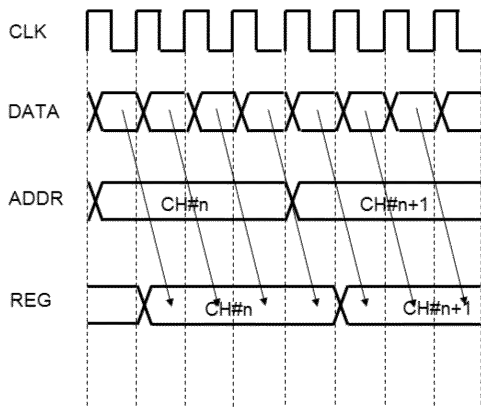 CLK
DATA
ADDR
CH#n
CH#n+1
REG
CH#n
CH#n+1